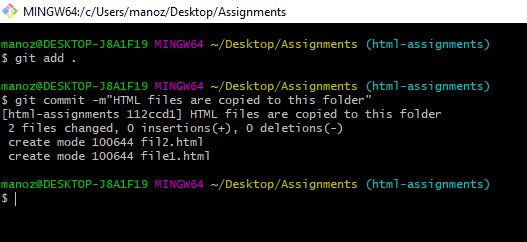 MINGW64:/c/Users/manoz/Desktop/Assignments
manoz@DESKTOP-J8A1F19 MINGW64 ~/Desktop/Assignments (html-assignments)
$ git add .
manoz@DESKTOP-J8A1F19 MINGW64 ~/Desktop/Assignments (html-assignments)
$ git commit -m"HTML files are copied to this folder"
[html-assignments 112ccd1] HTML files are copied to this folder
 2 files changed, 0 insertions(+), 0 deletions(-)
 create mode 100644 fil2.html
 create mode 100644 file1.html
manoz@DESKTOP-J8A1F19 MINGW64 ~/Desktop/Assignments (html-assignments)
$